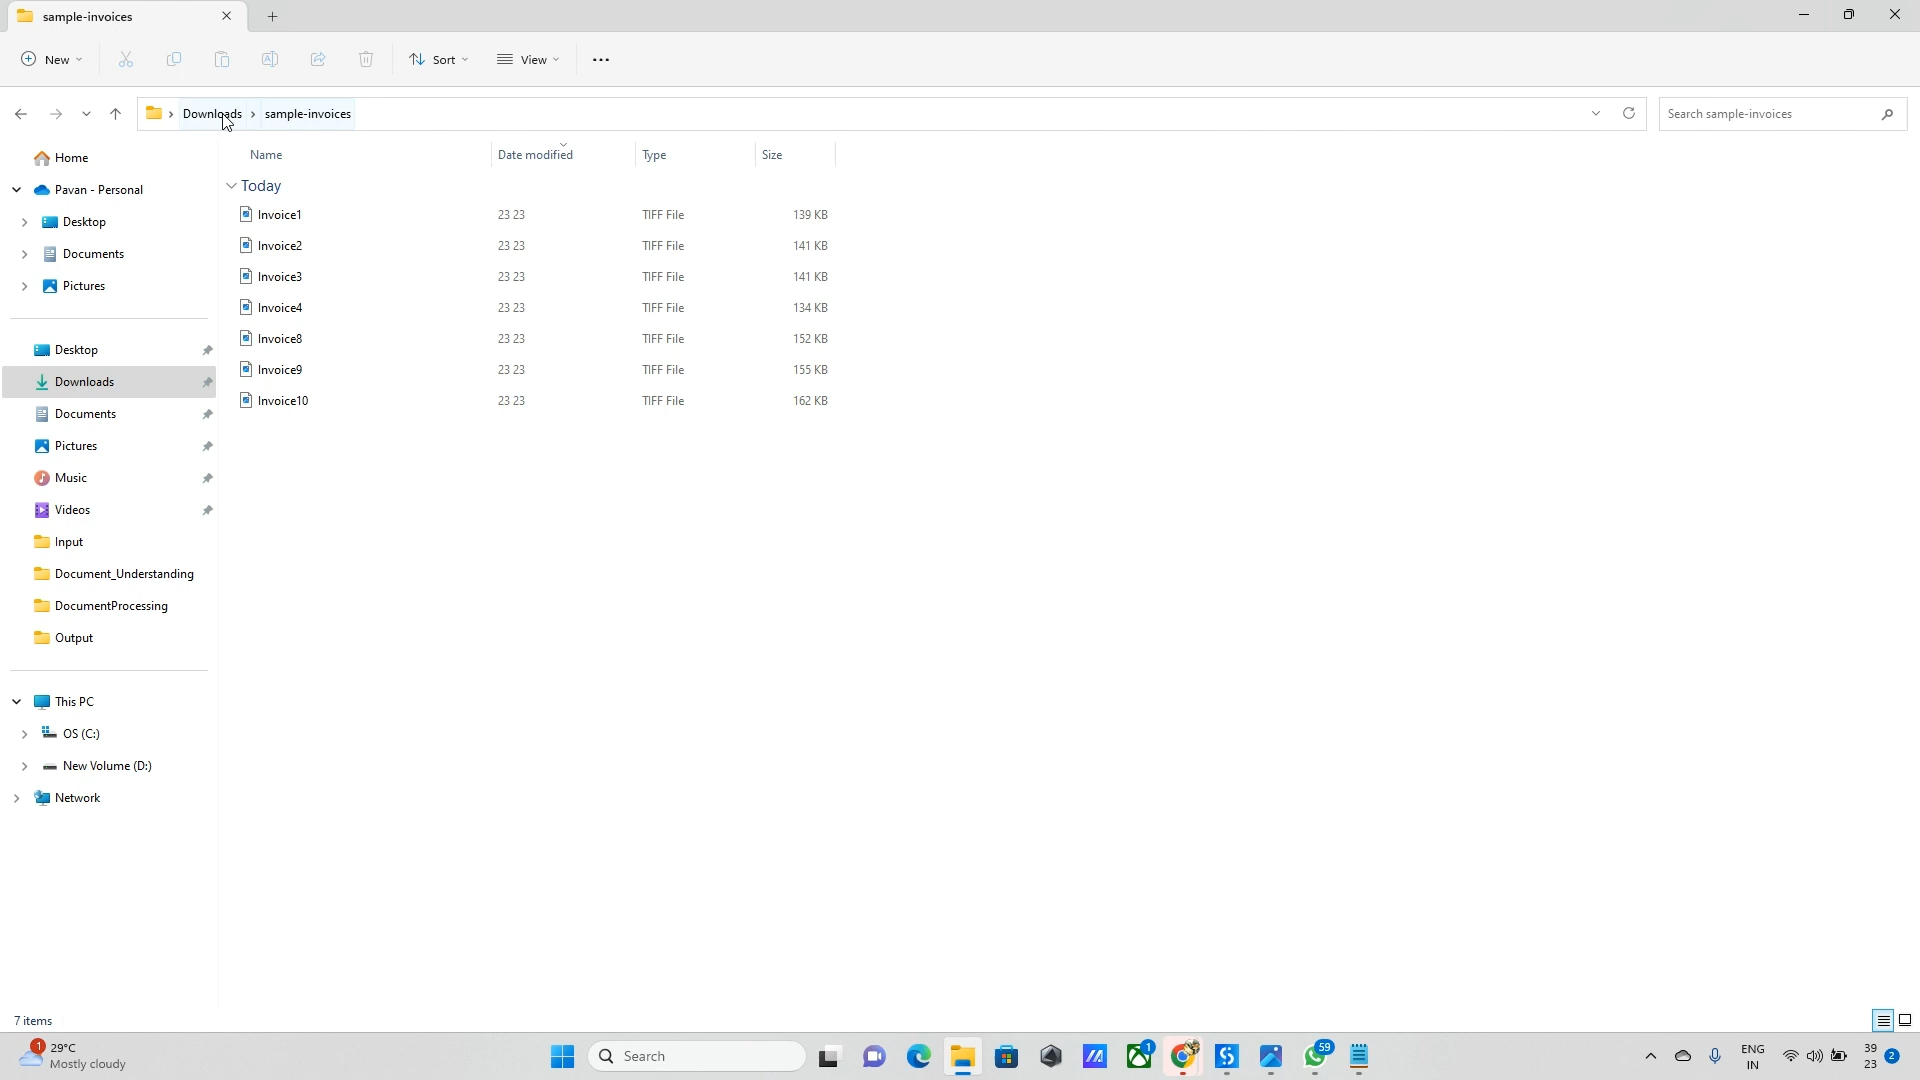 sample-invoices
New
Sort
View
Downloads
sample-invoices
Search sample-invoices
Home
Pavan - Personal
Desktop
Documents
Pictures
Desktop
Downloads
Documents
Pictures
Music
Videos
Input
Document_Understanding
DocumentProcessing
Output
This PC
OS (C:)
New Volume (D:)
Network
Name Date modified Type Size
Today
Invoice1 23 23 TIFF File 139 KB
Invoice2 23 23 TIFF File 141 KB
Invoice3 23 23 TIFF File 141 KB
Invoice4 23 23 TIFF File 134 KB
Invoice8 23 23 TIFF File 152 KB
Invoice9 23 23 TIFF File 155 KB
Invoice10 23 23 TIFF File 162 KB
7 items
1
29°C
Mostly cloudy
Search
1
59
ENG
IN
39
23
2